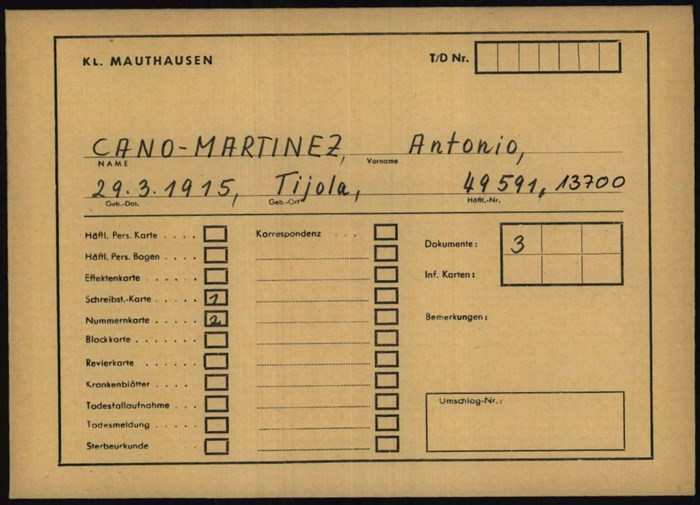 KL. MAUTHAUSEN
T/D Nr.
CANO-MARTINEZ, Antonio,
NAME Vorname
29.3.1915, Tijola, 49591, 13700
Geb.-Dat. Geb.-Ort Häftl.-Nr.
Häftl. Pers. Karte . . . .
Häftl. Pers. Bogen . . . .
Effektenkarte . . . . .
Schreibst.-Karte . . . . 1
Nummernkarte . . . . . 2
Blockkarte . . . . .
Revierkarte . . . . .
Krankenblätter . . . .
Todesfallaufnahme . . .
Todesmeldung . . . .
Sterbeurkunde . . . .
Korrespondenz . . .
Dokumente: 3
Inf. Karten:
Bemerkungen:
Umschlag-Nr.: